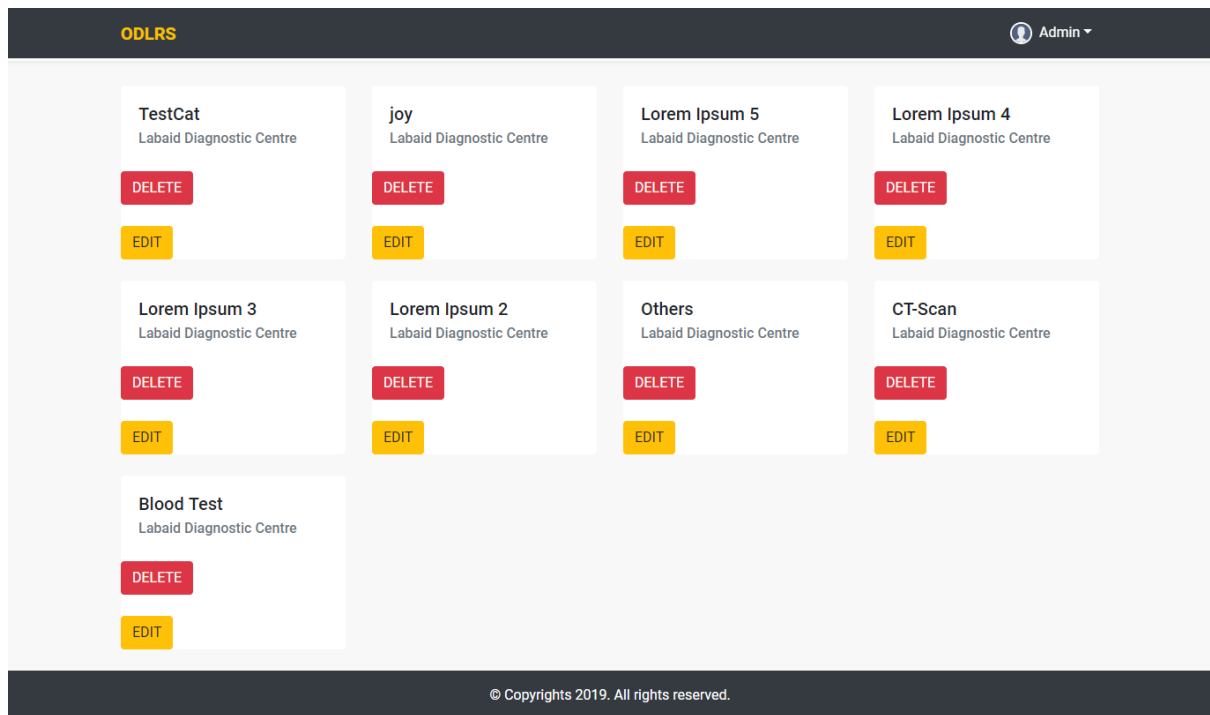 ODLRS
Admin
TestCat
Labaid Diagnostic Centre
DELETE
EDIT
joy
Labaid Diagnostic Centre
DELETE
EDIT
Lorem Ipsum 5
Labaid Diagnostic Centre
DELETE
EDIT
Lorem Ipsum 4
Labaid Diagnostic Centre
DELETE
EDIT
Lorem Ipsum 3
Labaid Diagnostic Centre
DELETE
EDIT
Lorem Ipsum 2
Labaid Diagnostic Centre
DELETE
EDIT
Others
Labaid Diagnostic Centre
DELETE
EDIT
CT-Scan
Labaid Diagnostic Centre
DELETE
EDIT
Blood Test
Labaid Diagnostic Centre
DELETE
EDIT
© Copyrights 2019. All rights reserved.